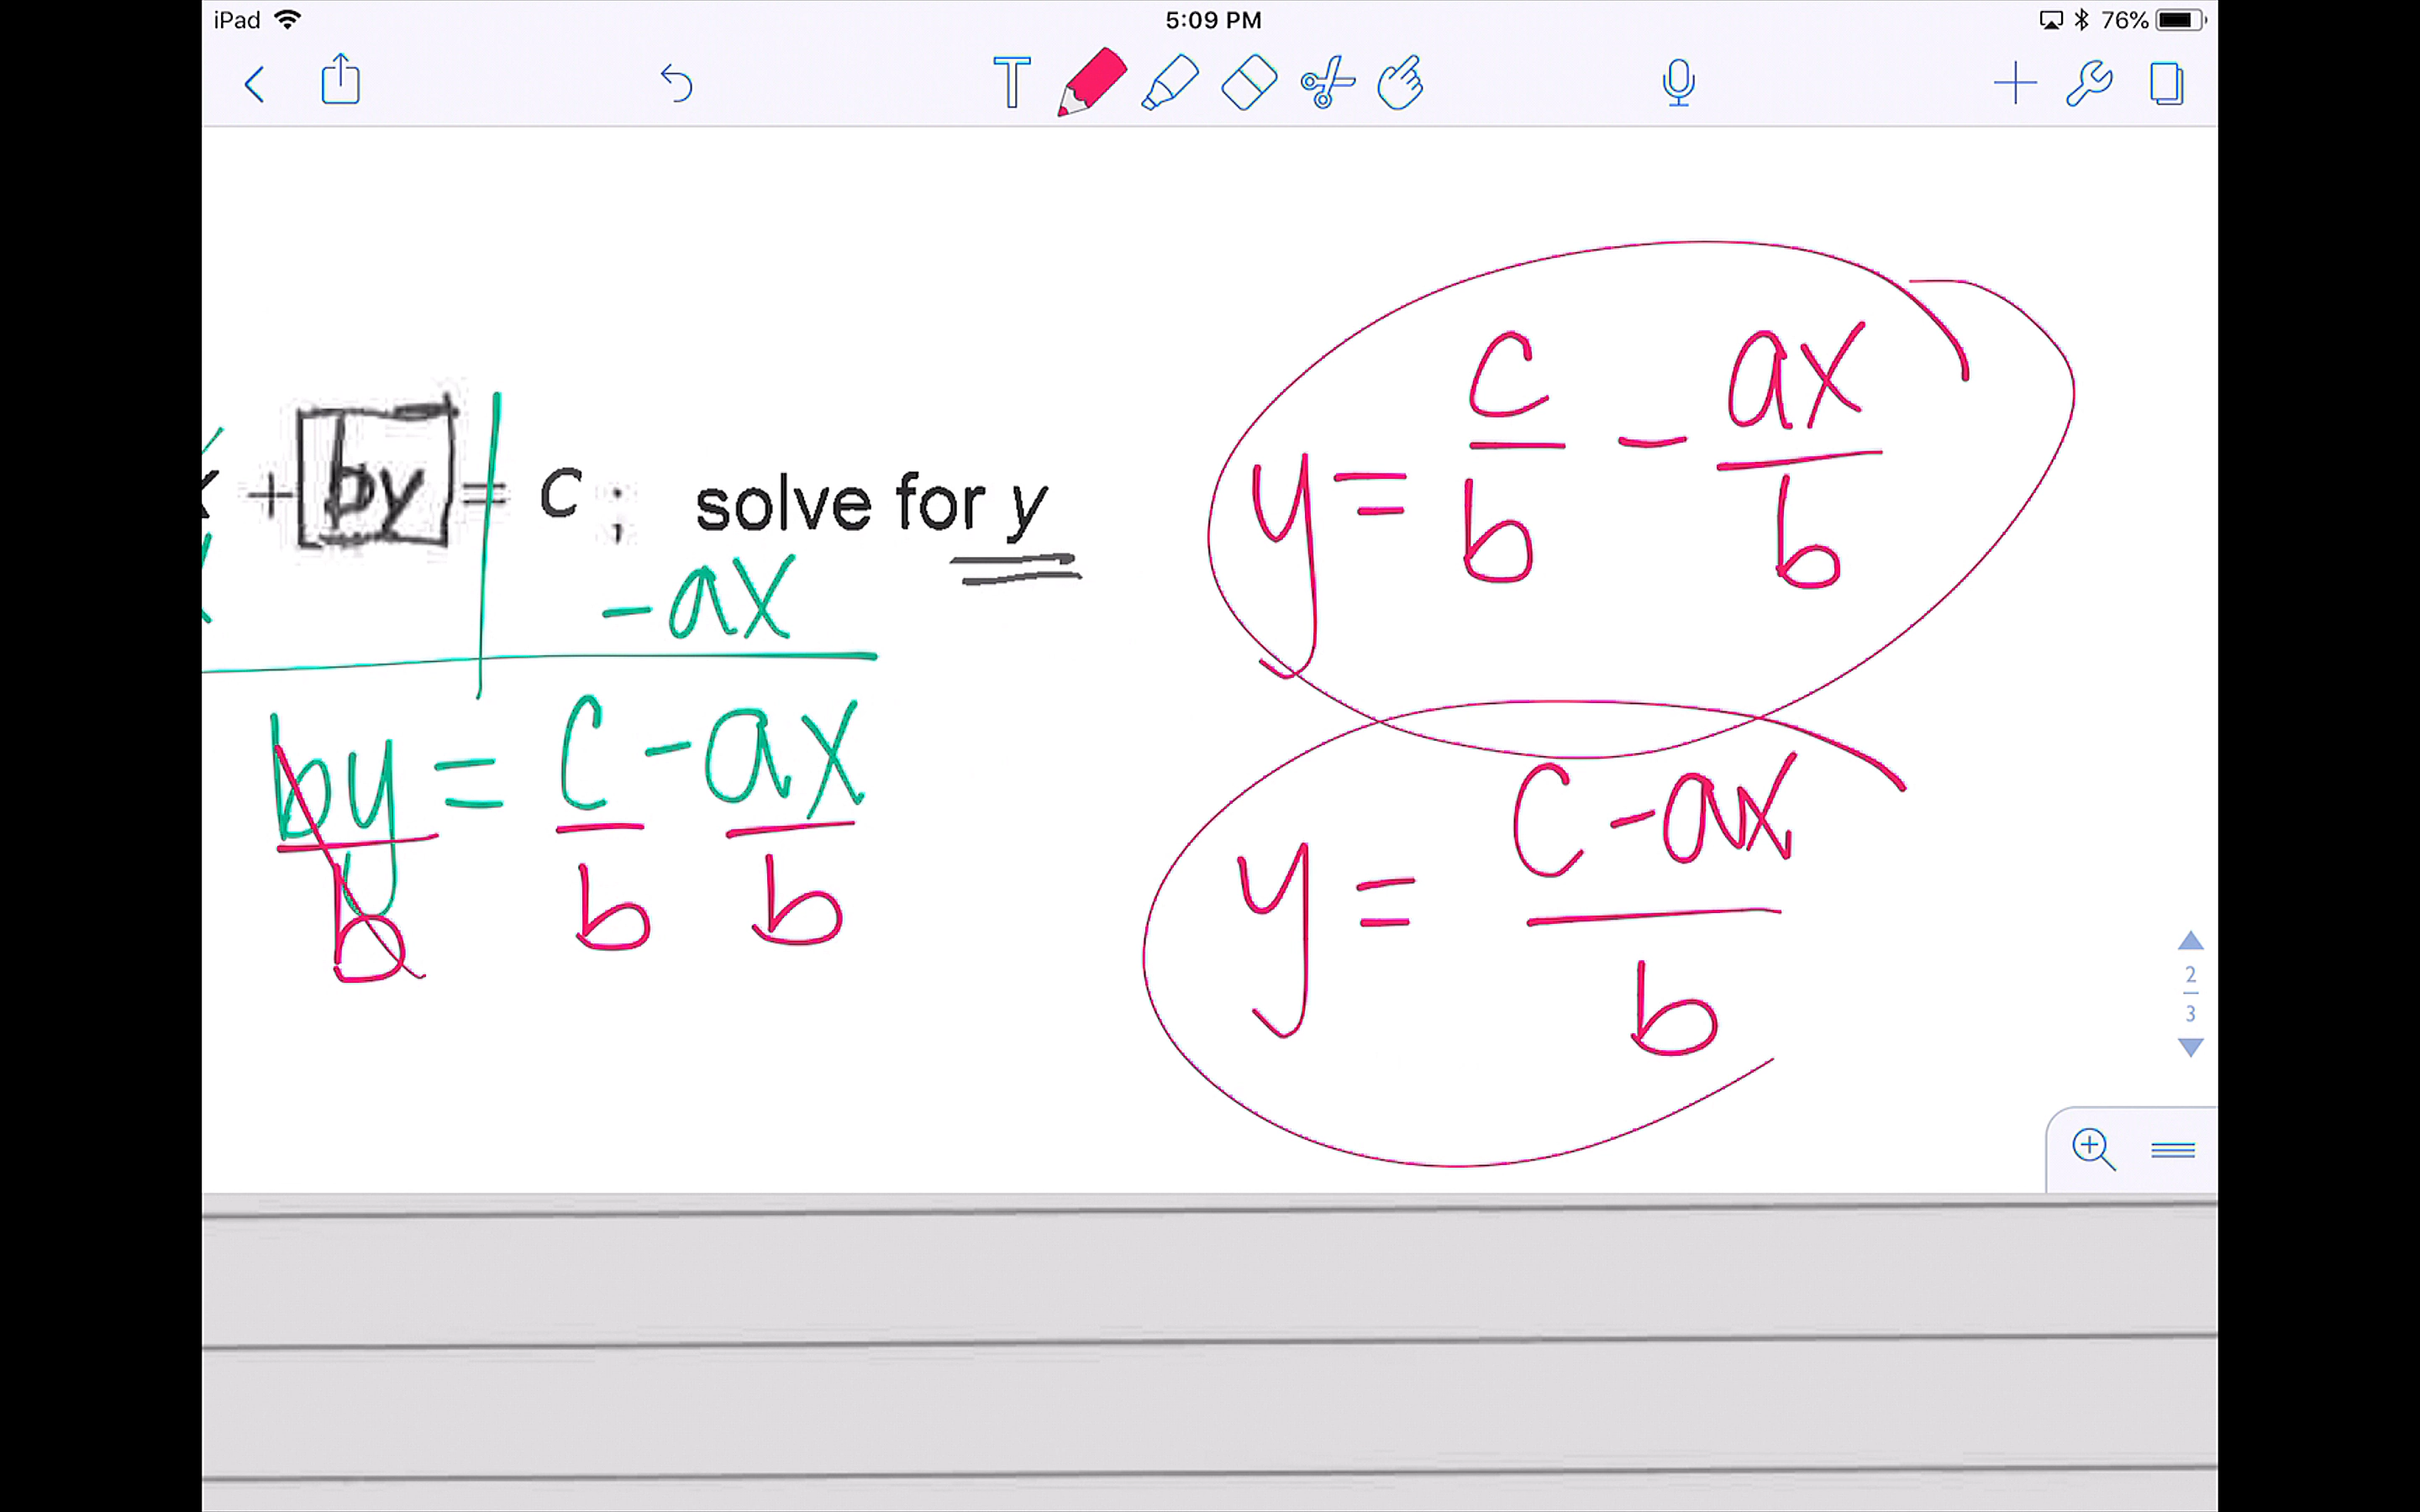 iPad 5:09 PM 76%
T
x + by = c ; solve for y
-ax
by = c - ax
b b b
y = c/b - ax/b
y = (c - ax)/b
2
3